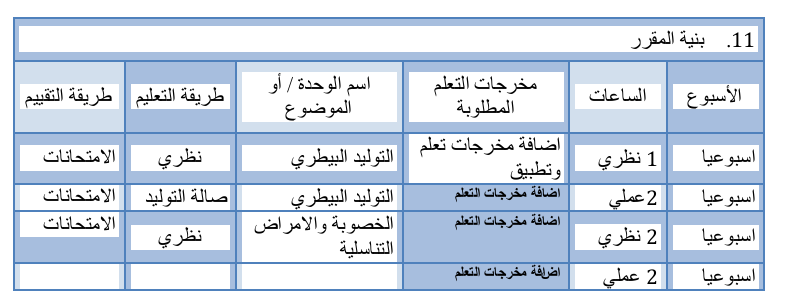 11. بنية المقرر
الأسبوع
الساعات
مخرجات التعلم
المطلوبة
اسم الوحدة / أو
الموضوع
طريقة التعليم
طريقة التقييم
اسبوعيا
1 نظري
اضافة مخرجات تعلم
وتطبيق
التوليد البيطري
نظري
الامتحانات
اسبوعيا
2عملي
اضافة مخرجات التعلم
التوليد البيطري
صالة التوليد
الامتحانات
اسبوعيا
2 نظري
اضافة مخرجات التعلم
الخصوبة والامراض
التناسلية
نظري
الامتحانات
اسبوعيا
2 عملي
اضافة مخرجات التعلم